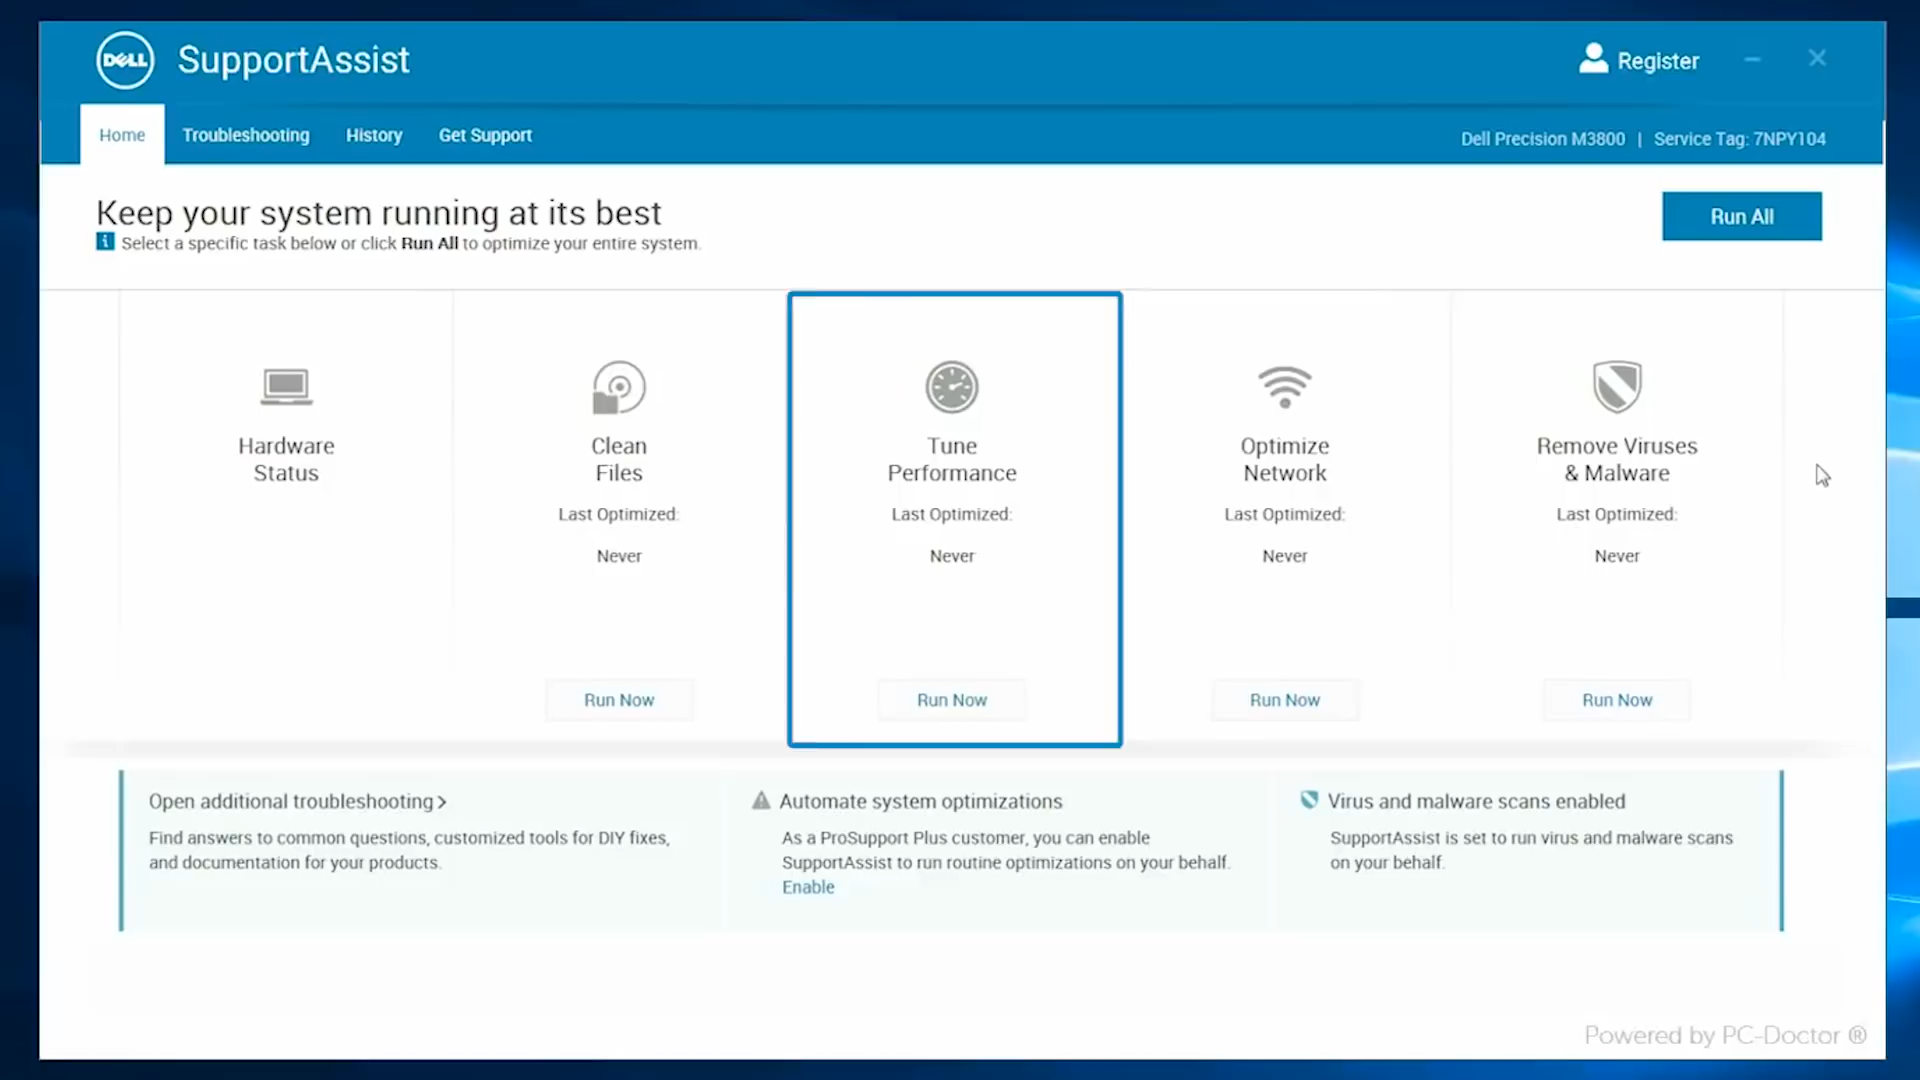 DELL
SupportAssist
Register
Home
Troubleshooting
History
Get Support
Dell Precision M3800 | Service Tag: 7NPY104
Keep your system running at its best
Run All
i Select a specific task below or click Run All to optimize your entire system.
Hardware
Status
Clean
Files
Last Optimized:
Never
Run Now
Tune
Performance
Last Optimized:
Never
Run Now
Optimize
Network
Last Optimized:
Never
Run Now
Remove Viruses
& Malware
Last Optimized:
Never
Run Now
Open additional troubleshooting >
Find answers to common questions, customized tools for DIY fixes,
and documentation for your products.
Automate system optimizations
As a ProSupport Plus customer, you can enable
SupportAssist to run routine optimizations on your behalf.
Enable
Virus and malware scans enabled
SupportAssist is set to run virus and malware scans
on your behalf.
Powered by PC-Doctor ®